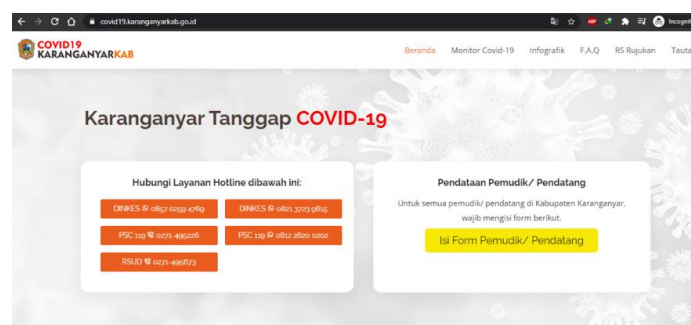 covid19.karanganyarkab.go.id
Incognit
COVID19
KARANGANYARKAB
Beranda Monitor Covid-19 Infografik F.A.Q RS Rujukan Tauta
Karanganyar Tanggap COVID-19
Hubungi Layanan Hotline dibawah ini:
DINKES 0857 0259 4769 DINKES 0821 3723 9615
PSC 119 0271-495226 PSC 119 0812 2620 0202
RSUD 0271-495673
Pendataan Pemudik/ Pendatang
Untuk semua pemudik/ pendatang di Kabupaten Karanganyar,
wajib mengisi form berikut.
Isi Form Pemudik/ Pendatang